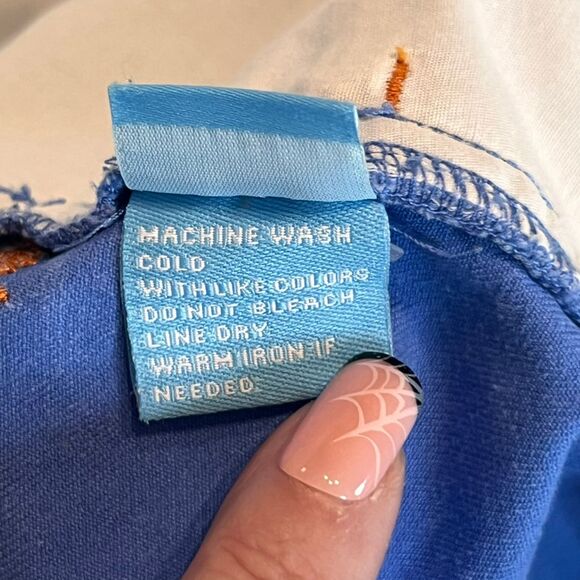 MACHINE WASH
COLD
WITH LIKE COLORS
DO NOT BLEACH
LINE DRY
WARM IRON IF
NEEDED